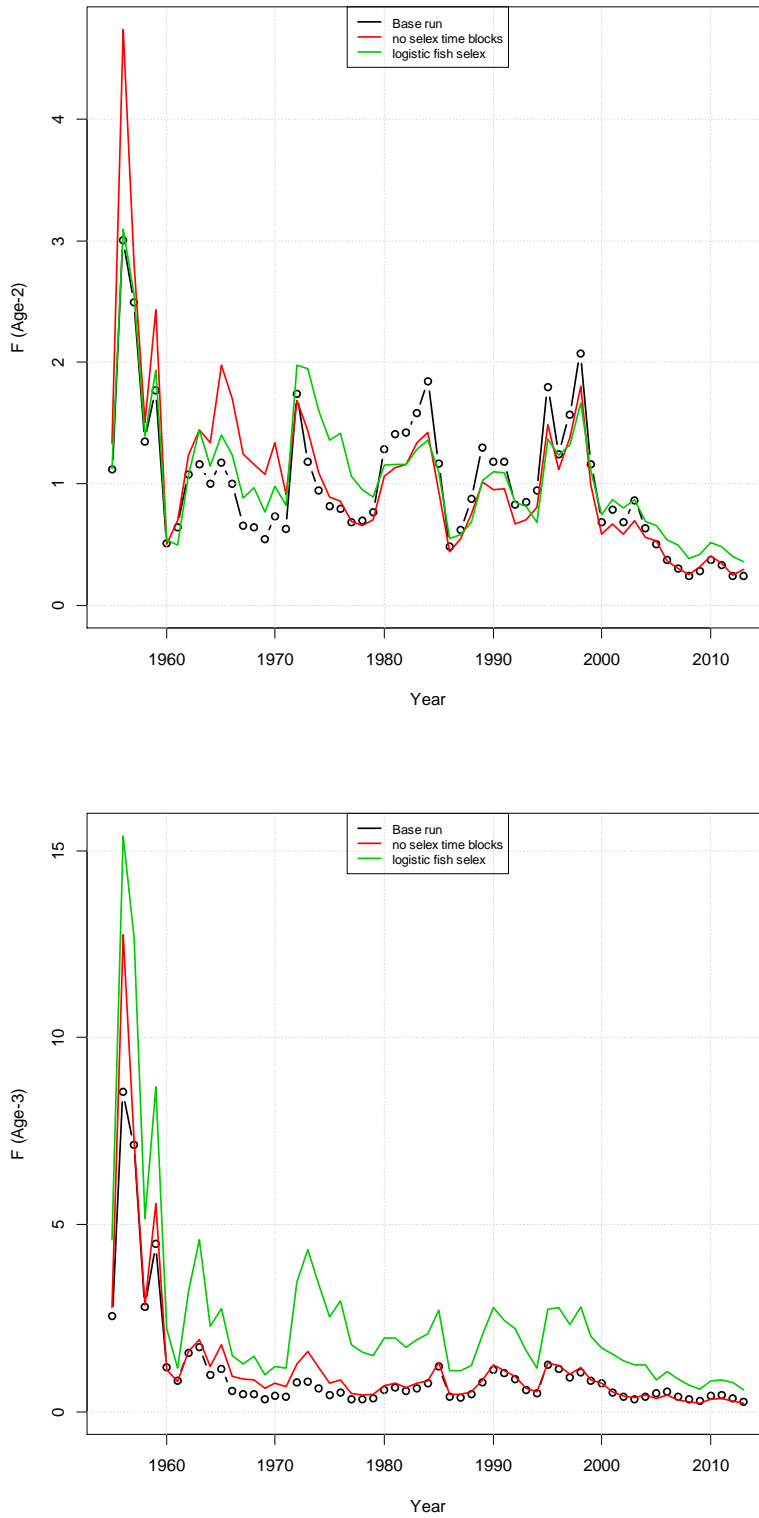 Base run
no selex time blocks
logistic fish selex
4
3
2
1
0
F (Age-2)
1960 1970 1980 1990 2000 2010
Year
Base run
no selex time blocks
logistic fish selex
15
10
5
0
F (Age-3)
1960 1970 1980 1990 2000 2010
Year